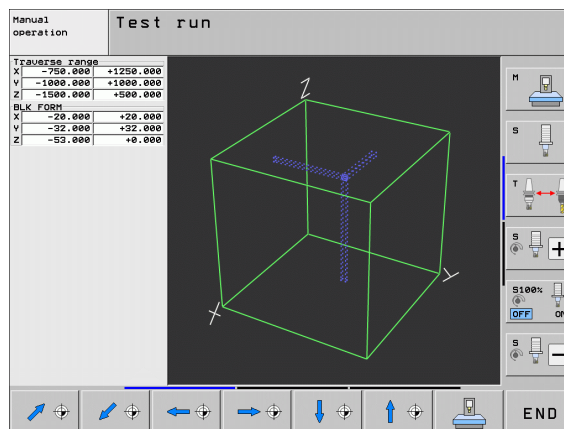 Manual
operation
Test run
Traverse range
X -750.000 +1250.000
Y -1000.000 +1000.000
Z -1500.000 +500.000
BLK FORM
X -20.000 +20.000
Y -32.000 +32.000
Z -53.000 +0.000
Z
X
Y
M
S
T
S
+
S100%
OFF ON
S
−
END